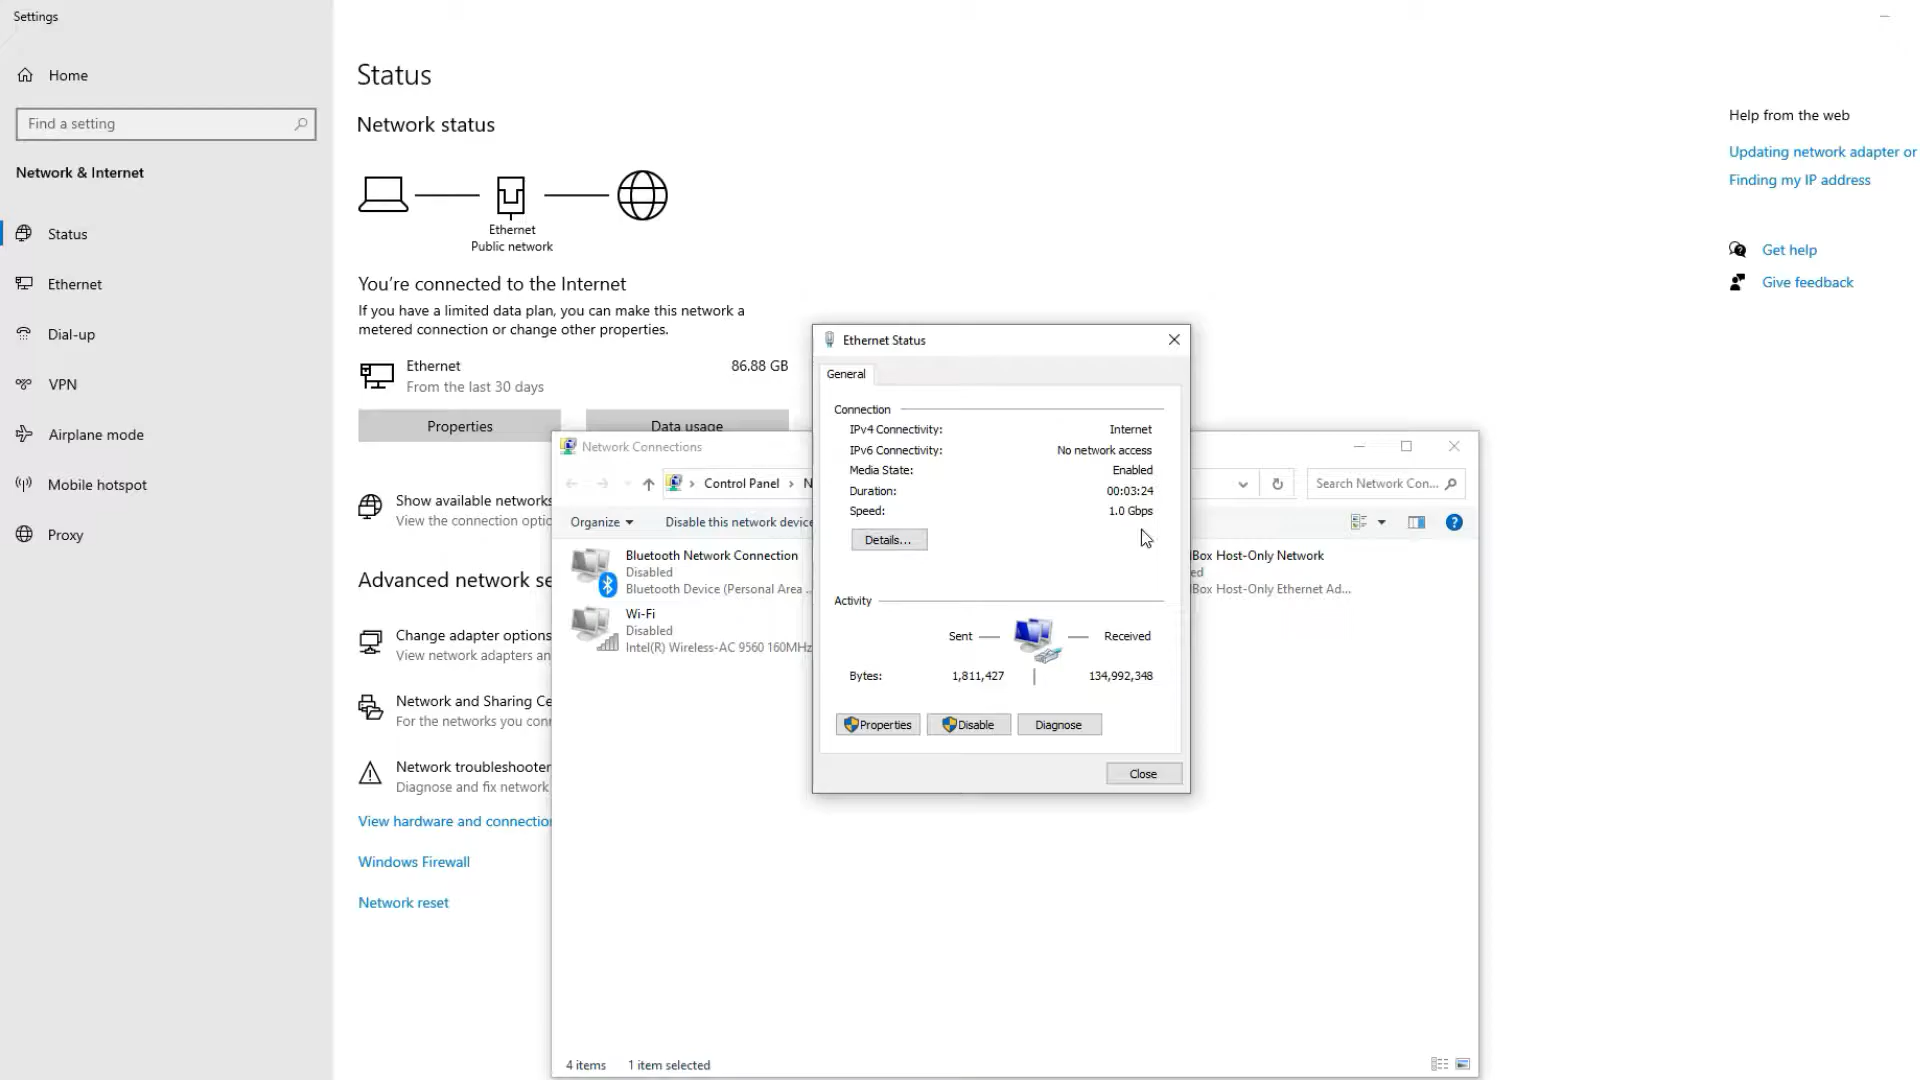 Settings
Home
Find a setting
Network & Internet
Status
Ethernet
Dial-up
VPN
Airplane mode
Mobile hotspot
Proxy
Status
Network status
Ethernet
Public network
You're connected to the Internet
If you have a limited data plan, you can make this network a
metered connection or change other properties.
Ethernet
86.88 GB
From the last 30 days
Properties
Data usage
Show available networks
View the connection optio
Advanced network se
Change adapter options
View network adapters an
Network and Sharing Ce
For the networks you conn
Network troubleshooter
Diagnose and fix network
View hardware and connection
Windows Firewall
Network reset
Help from the web
Updating network adapter or
Finding my IP address
Get help
Give feedback
Network Connections
Control Panel
N
Search Network Con...
Organize
Disable this network device
Bluetooth Network Connection
Disabled
Bluetooth Device (Personal Area ...
Wi-Fi
Disabled
Intel(R) Wireless-AC 9560 160MHz
Box Host-Only Network
ed
Box Host-Only Ethernet Ad...
4 items
1 item selected
Ethernet Status
General
Connection
IPv4 Connectivity: Internet
IPv6 Connectivity: No network access
Media State: Enabled
Duration: 00:03:24
Speed: 1.0 Gbps
Details...
Activity
Sent
Received
Bytes: 1,811,427 134,992,348
Properties
Disable
Diagnose
Close